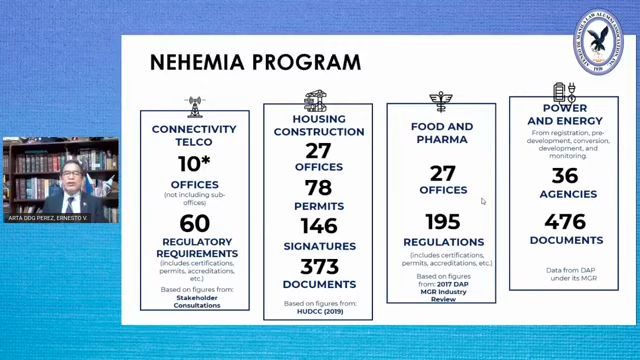 NEHEMIA PROGRAM
CONNECTIVITY
TELCO
10*
OFFICES
(not including sub-
offices)
60
REGULATORY
REQUIREMENTS
(includes certifications,
permits, accreditations,
etc.)
Based on figures from:
Stakeholder
Consultations
HOUSING
CONSTRUCTION
27
OFFICES
78
PERMITS
146
SIGNATURES
373
DOCUMENTS
Based on figures from:
HUDCC (2019)
FOOD AND
PHARMA
27
OFFICES
195
REGULATIONS
(includes certifications,
permits, accreditations,
etc.)
Based on figures
from: 2017 DAP
MGR Industry
Review
POWER
AND ENERGY
From registration, pre-
development, conversion,
development, and
monitoring.
36
AGENCIES
476
DOCUMENTS
Data from DAP
under its MGR
ARTA DDG PEREZ, ERNESTO V.